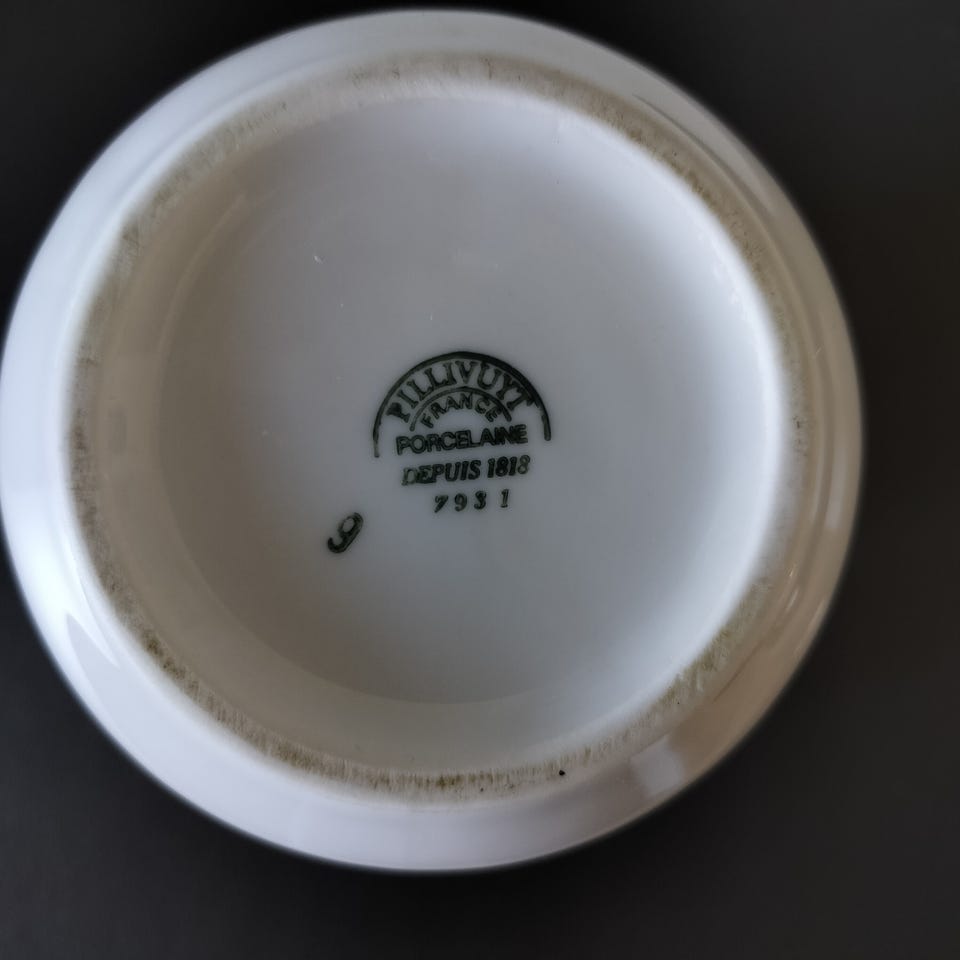 PILLIVUYT
FRANCE
PORCELAINE
DEPUIS 1818
7931
9